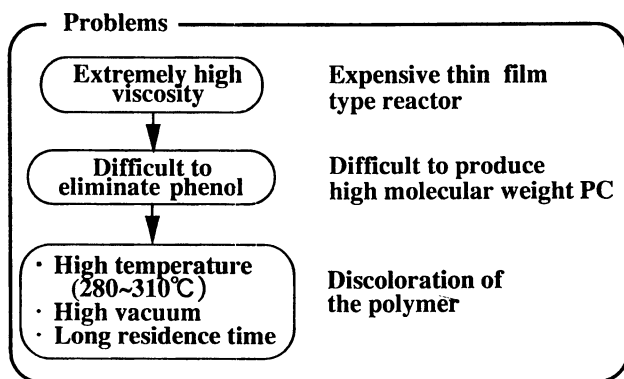 Problems
Extremely high
viscosity
Expensive thin film
type reactor
Difficult to
eliminate phenol
Difficult to produce
high molecular weight PC
· High temperature
(280~310℃)
· High vacuum
· Long residence time
Discoloration of
the polymer